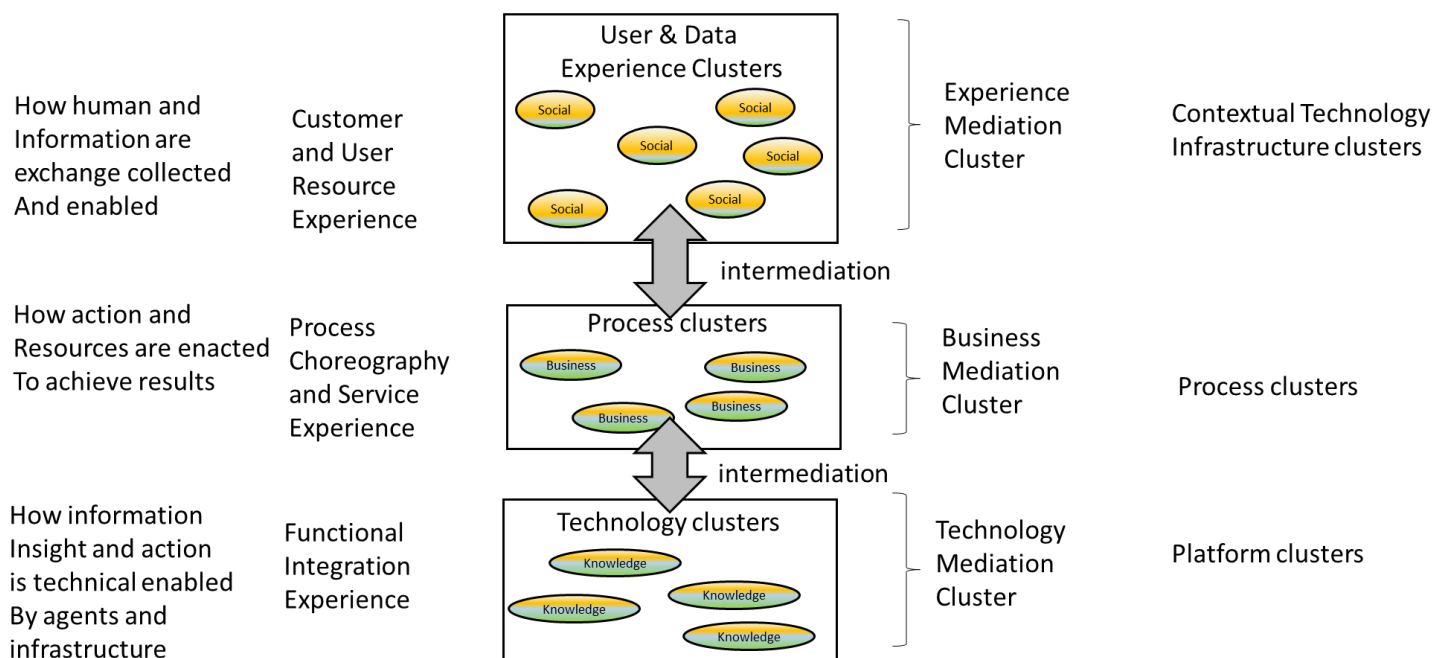 User & Data
Experience Clusters
Social
Social
Social
Social
Social
Social
How human and
Information are
exchange collected
And enabled
Customer
and User
Resource
Experience
Experience
Mediation
Cluster
Contextual Technology
Infrastructure clusters
intermediation
How action and
Resources are enacted
To achieve results
Process
Choreography
and Service
Experience
Process clusters
Business
Business
Business
Business
Business
Mediation
Cluster
Process clusters
intermediation
How information
Insight and action
is technical enabled
By agents and
infrastructure
Functional
Integration
Experience
Technology clusters
Knowledge
Knowledge
Knowledge
Knowledge
Technology
Mediation
Cluster
Platform clusters